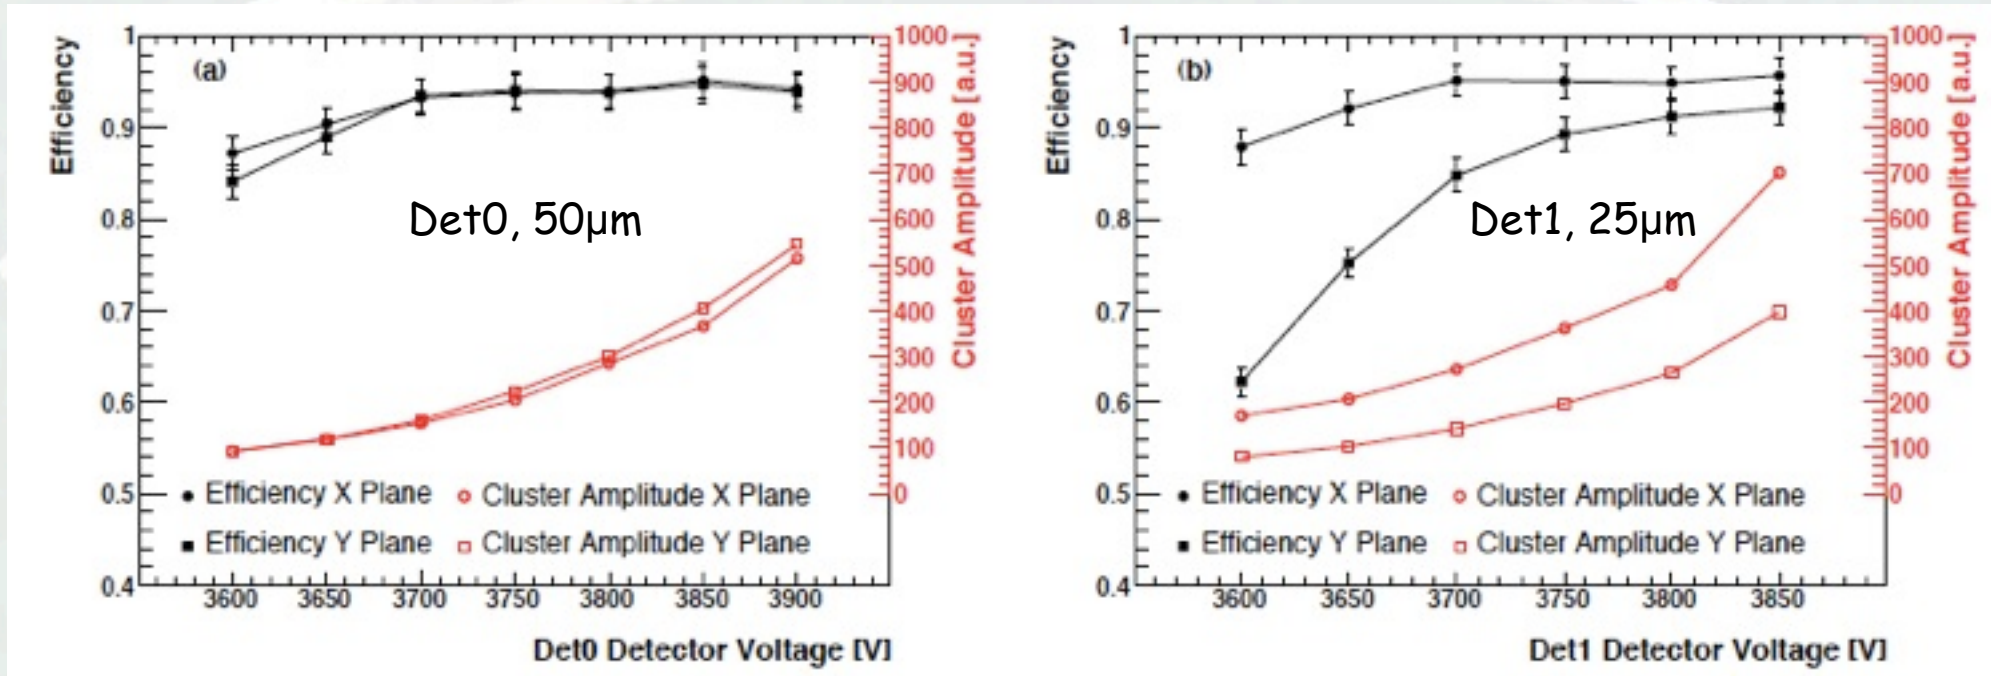 Efficiency
1
0.9
0.8
0.7
0.6
0.5
0.4
(a)
Det0, 50μm
Efficiency X Plane
Cluster Amplitude X Plane
Efficiency Y Plane
Cluster Amplitude Y Plane
3600 3650 3700 3750 3800 3850 3900
Det0 Detector Voltage [V]
1000
900
800
700
600
500
400
300
200
100
0
Cluster Amplitude [a.u.]
Efficiency
1
0.9
0.8
0.7
0.6
0.5
0.4
(b)
Det1, 25μm
Efficiency X Plane
Cluster Amplitude X Plane
Efficiency Y Plane
Cluster Amplitude Y Plane
3600 3650 3700 3750 3800 3850
Det1 Detector Voltage [V]
1000
900
800
700
600
500
400
300
200
100
0
Cluster Amplitude [a.u.]